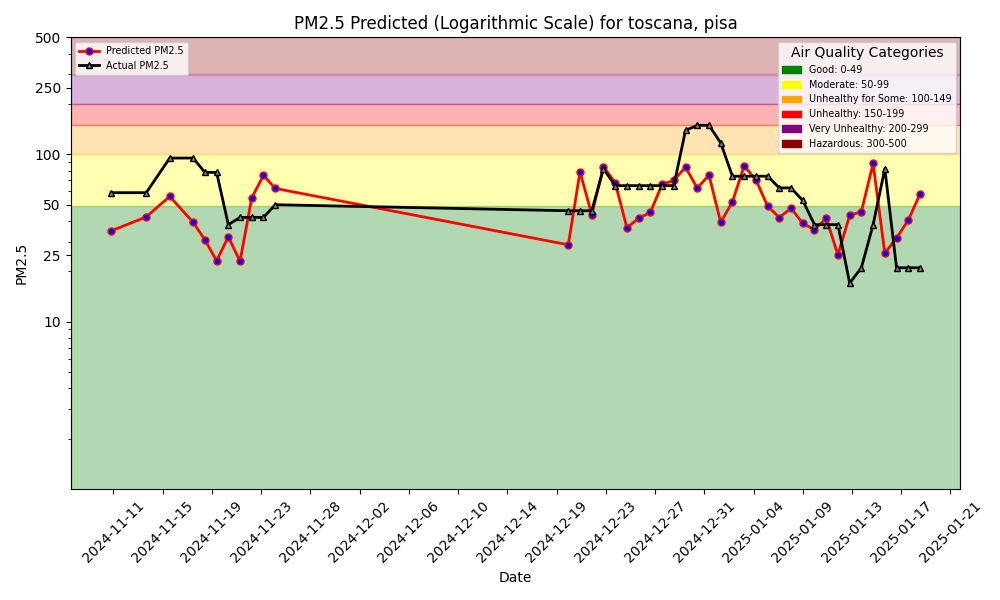 PM2.5 Predicted (Logarithmic Scale) for toscana, pisa
500
250
100
50
25
10
PM2.5
Predicted PM2.5
Actual PM2.5
Air Quality Categories
Good: 0-49
Moderate: 50-99
Unhealthy for Some: 100-149
Unhealthy: 150-199
Very Unhealthy: 200-299
Hazardous: 300-500
2024-11-11
2024-11-15
2024-11-19
2024-11-23
2024-11-28
2024-12-02
2024-12-06
2024-12-10
2024-12-14
2024-12-19
2024-12-23
2024-12-27
2024-12-31
2025-01-04
2025-01-09
2025-01-13
2025-01-17
2025-01-21
Date